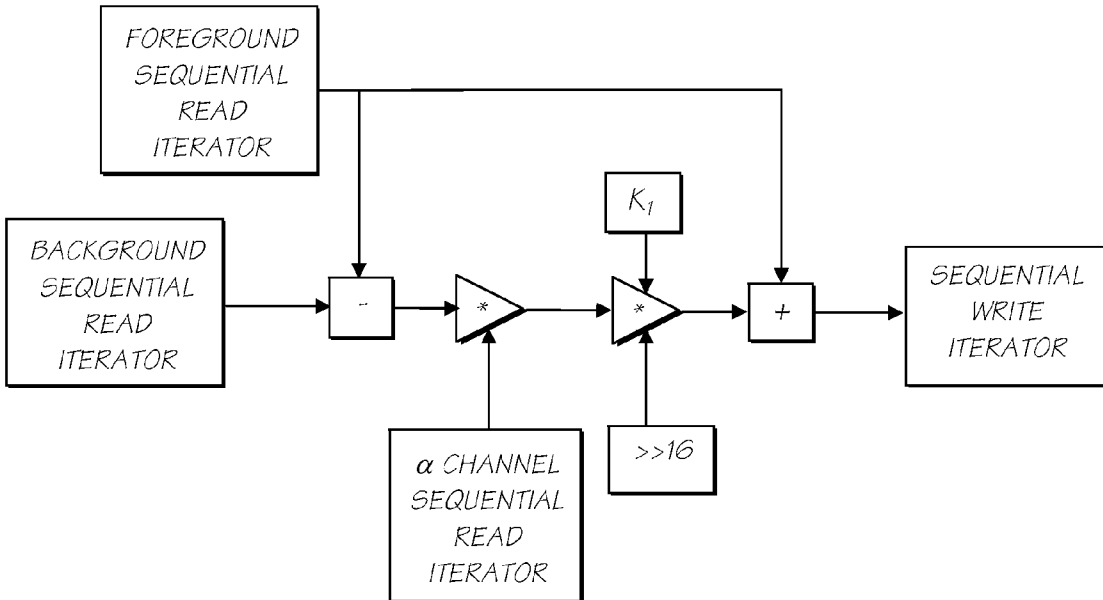 FOREGROUND
SEQUENTIAL
READ
ITERATOR
K1
BACKGROUND
SEQUENTIAL
READ
ITERATOR
-
*
*
+
SEQUENTIAL
WRITE
ITERATOR
α CHANNEL
SEQUENTIAL
READ
ITERATOR
>>16